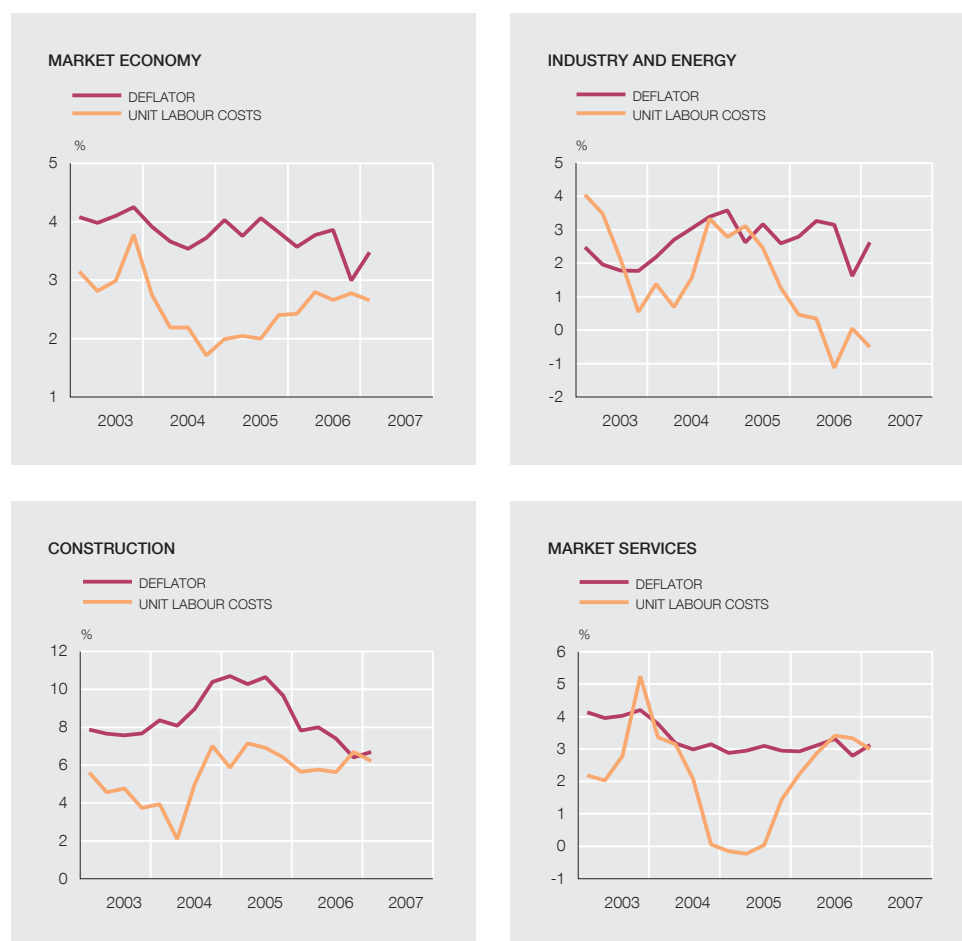 MARKET ECONOMY
DEFLATOR
UNIT LABOUR COSTS
%
5
4
3
2
1
2003 2004 2005 2006 2007
INDUSTRY AND ENERGY
DEFLATOR
UNIT LABOUR COSTS
%
5
4
3
2
1
0
-1
-2
2003 2004 2005 2006 2007
CONSTRUCTION
DEFLATOR
UNIT LABOUR COSTS
%
12
10
8
6
4
2
0
2003 2004 2005 2006 2007
MARKET SERVICES
DEFLATOR
UNIT LABOUR COSTS
%
6
5
4
3
2
1
0
-1
2003 2004 2005 2006 2007